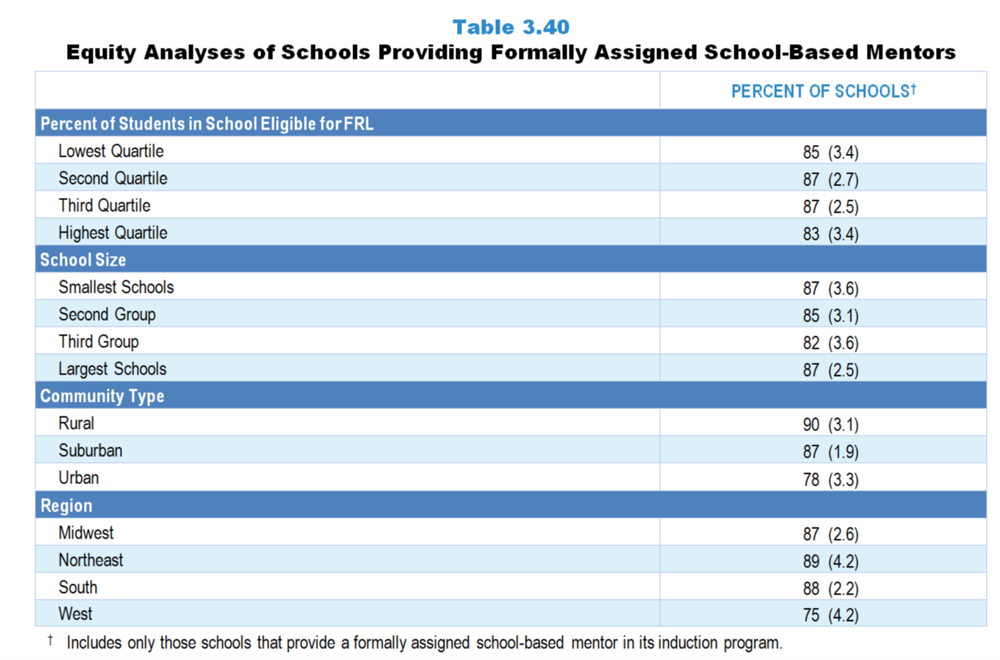 Table 3.40
Equity Analyses of Schools Providing Formally Assigned School-Based Mentors
PERCENT OF SCHOOLS†
Percent of Students in School Eligible for FRL
Lowest Quartile 85 (3.4)
Second Quartile 87 (2.7)
Third Quartile 87 (2.5)
Highest Quartile 83 (3.4)
School Size
Smallest Schools 87 (3.6)
Second Group 85 (3.1)
Third Group 82 (3.6)
Largest Schools 87 (2.5)
Community Type
Rural 90 (3.1)
Suburban 87 (1.9)
Urban 78 (3.3)
Region
Midwest 87 (2.6)
Northeast 89 (4.2)
South 88 (2.2)
West 75 (4.2)
† Includes only those schools that provide a formally assigned school-based mentor in its induction program.